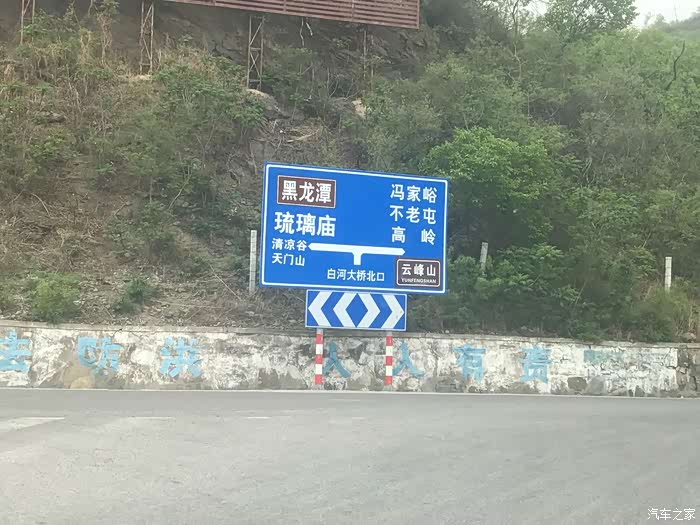 黑龙潭
琉璃庙
清凉谷
天门山
冯家峪
不老屯
高岭
白河大桥北口
云峰山
YUNFENGSHAN
防洪 人人有责
汽车之家